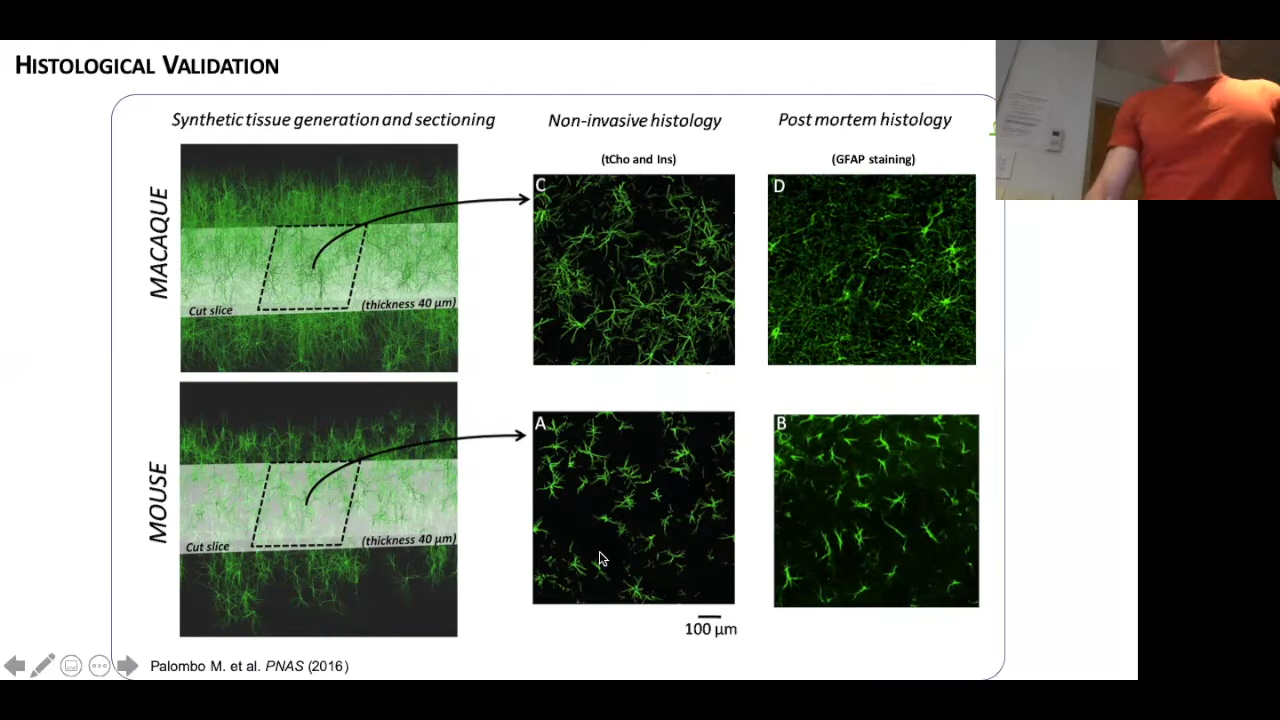 HISTOLOGICAL VALIDATION
Synthetic tissue generation and sectioning
Non-invasive histology
Post mortem histology
(tCho and Ins)
(GFAP staining)
MACAQUE
C
D
Cut slice
(thickness 40 µm)
MOUSE
A
B
Cut slice
(thickness 40 µm)
100 µm
Palombo M. et al. PNAS (2016)